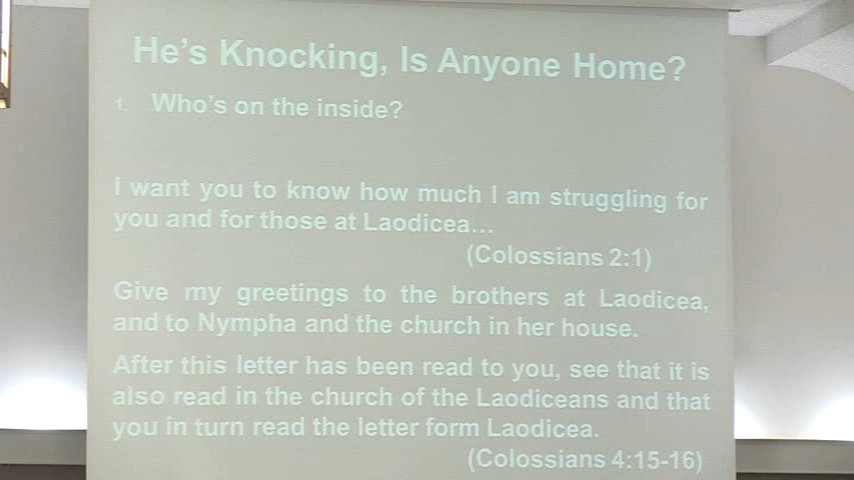 He's Knocking, Is Anyone Home?
1. Who's on the inside?
I want you to know how much I am struggling for
you and for those at Laodicea...
(Colossians 2:1)
Give my greetings to the brothers at Laodicea,
and to Nympha and the church in her house.
After this letter has been read to you, see that it is
also read in the church of the Laodiceans and that
you in turn read the letter form Laodicea.
(Colossians 4:15-16)